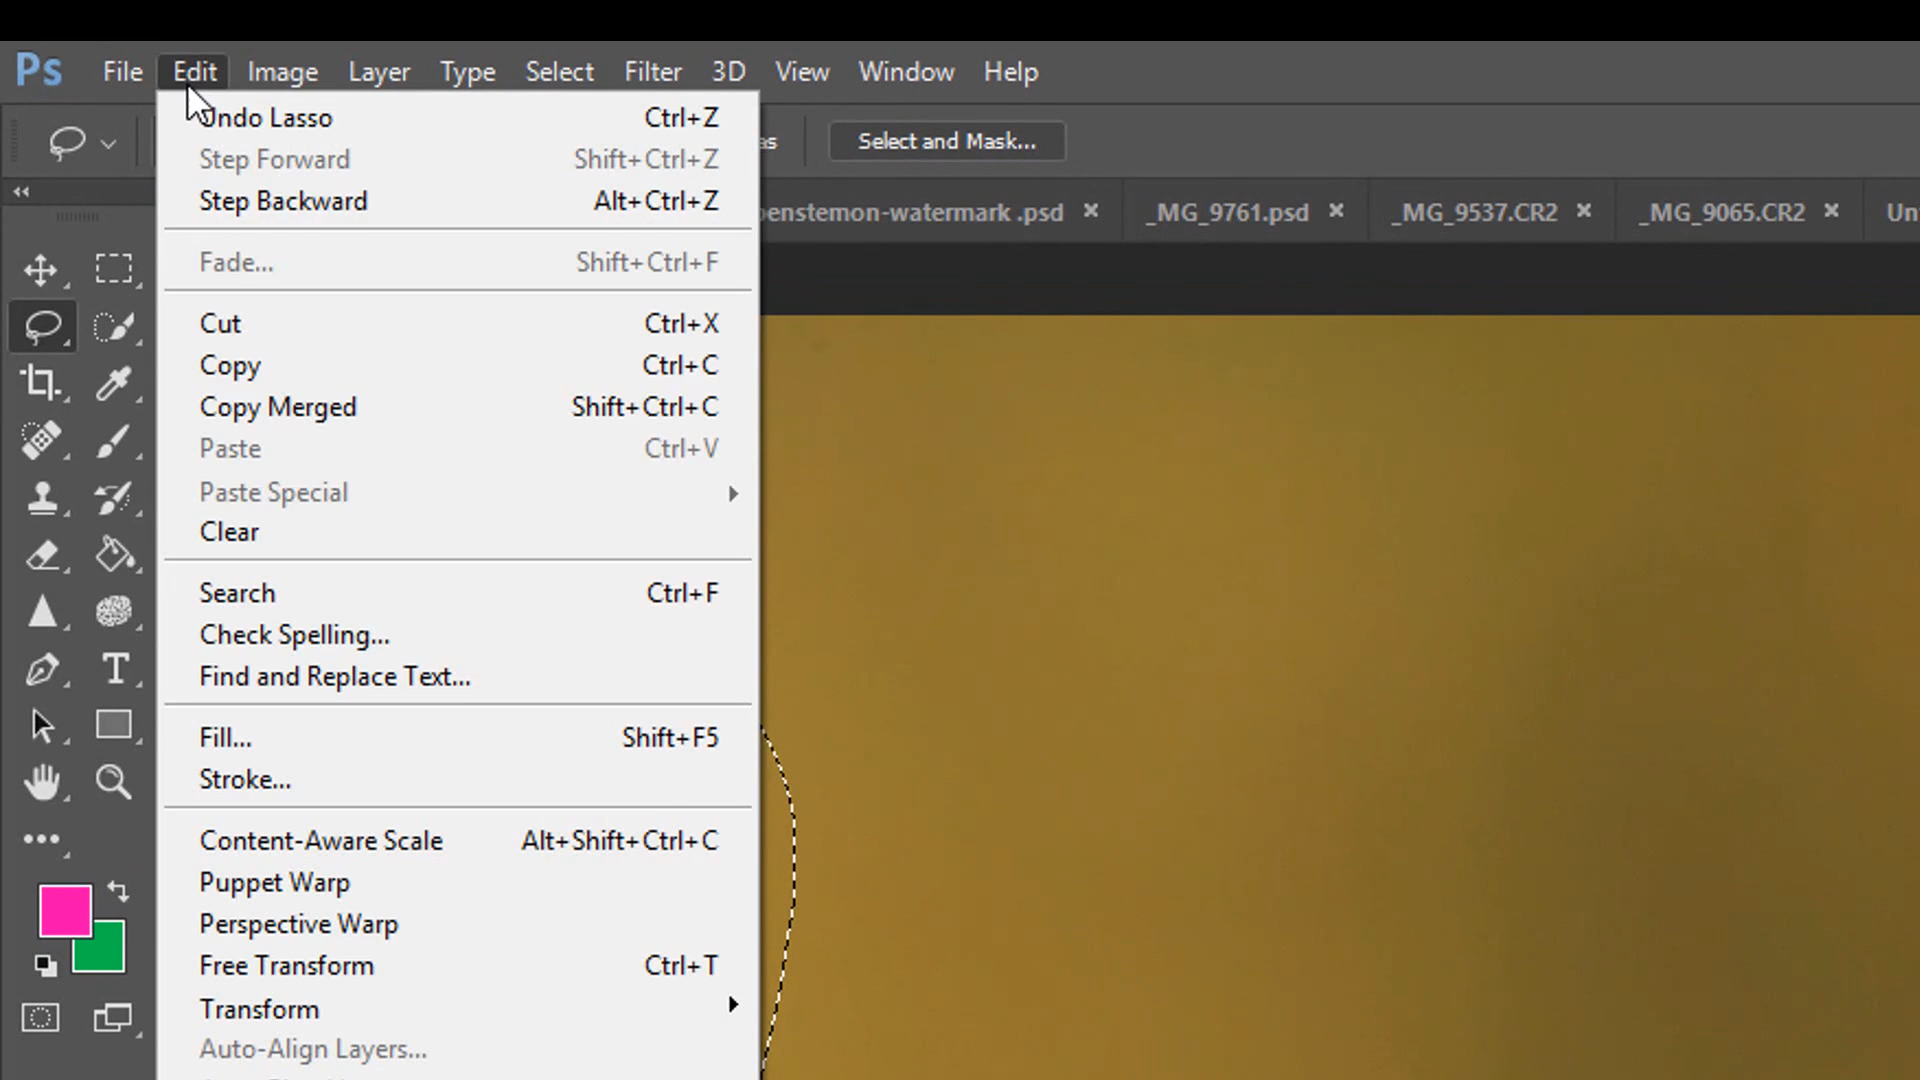 Ps File Edit Image Layer Type Select Filter 3D View Window Help
Undo Lasso Ctrl+Z
Select and Mask...
Step Forward Shift+Ctrl+Z
Step Backward Alt+Ctrl+Z
penstemon-watermark .psd × _MG_9761.psd × _MG_9537.CR2 × _MG_9065.CR2 ×
Fade... Shift+Ctrl+F
Cut Ctrl+X
Copy Ctrl+C
Copy Merged Shift+Ctrl+C
Paste Ctrl+V
Paste Special
Clear
Search Ctrl+F
Check Spelling...
Find and Replace Text...
Fill... Shift+F5
Stroke...
Content-Aware Scale Alt+Shift+Ctrl+C
Puppet Warp
Perspective Warp
Free Transform Ctrl+T
Transform
Auto-Align Layers...